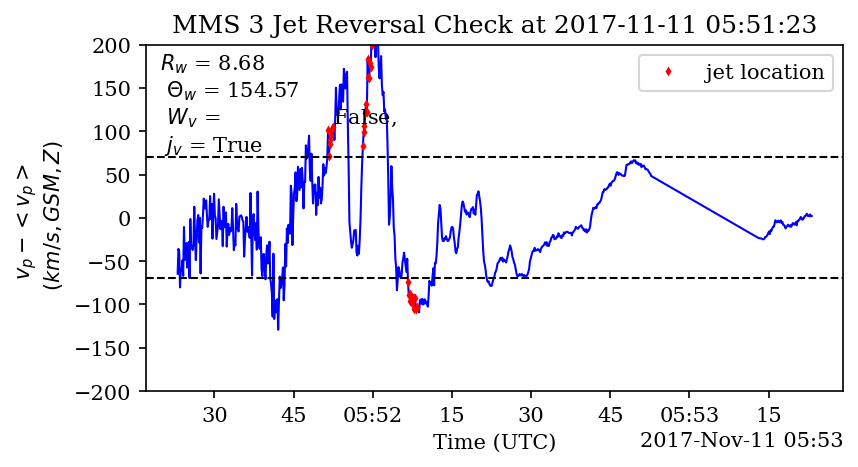 MMS 3 Jet Reversal Check at 2017-11-11 05:51:23
R_w = 8.68
Θ_w = 154.57
W_v = False,
j_v = True
jet location
v_p − < v_p >
(km/s, GSM, Z)
200
150
100
50
0
−50
−100
−150
−200
30 45 05:52 15 30 45 05:53 15
Time (UTC)
2017-Nov-11 05:53